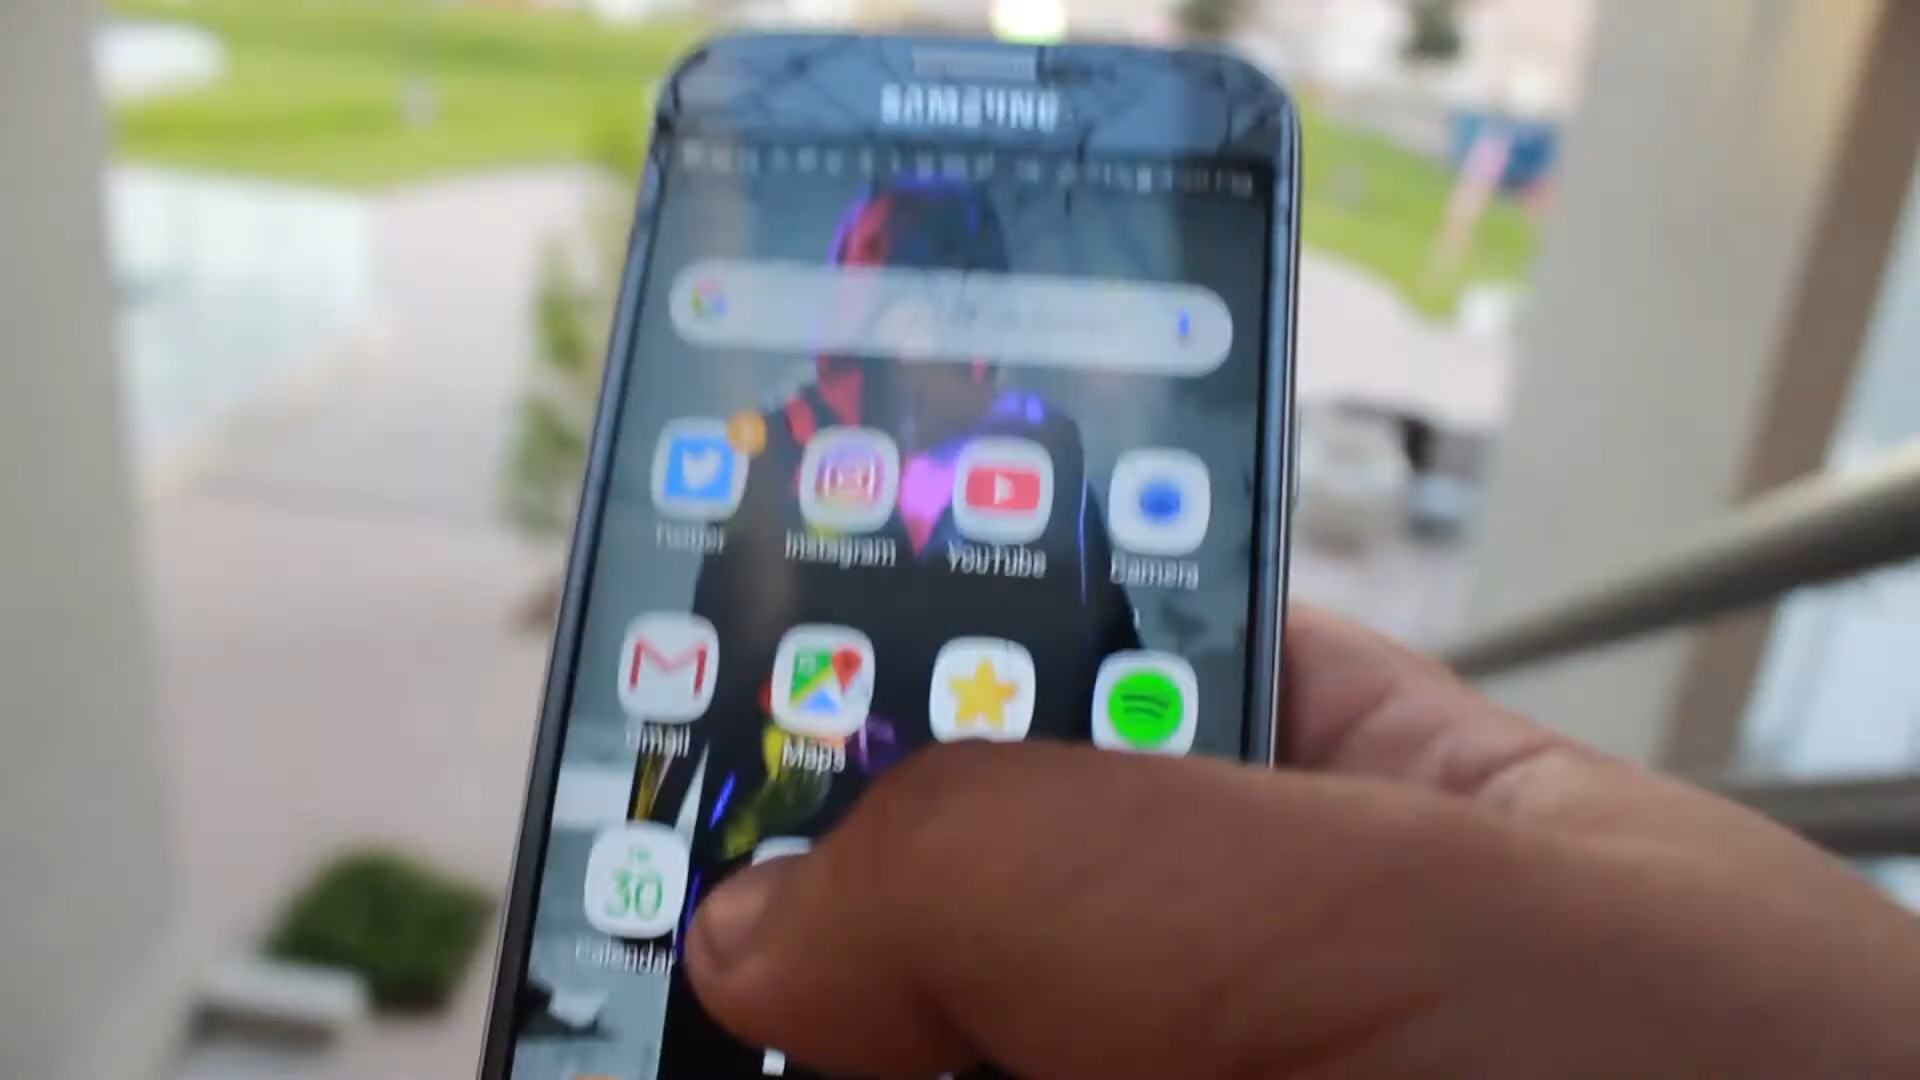 SAMSUNG
Twitter Instagram YouTube Camera
Gmail Maps
30
Calendar